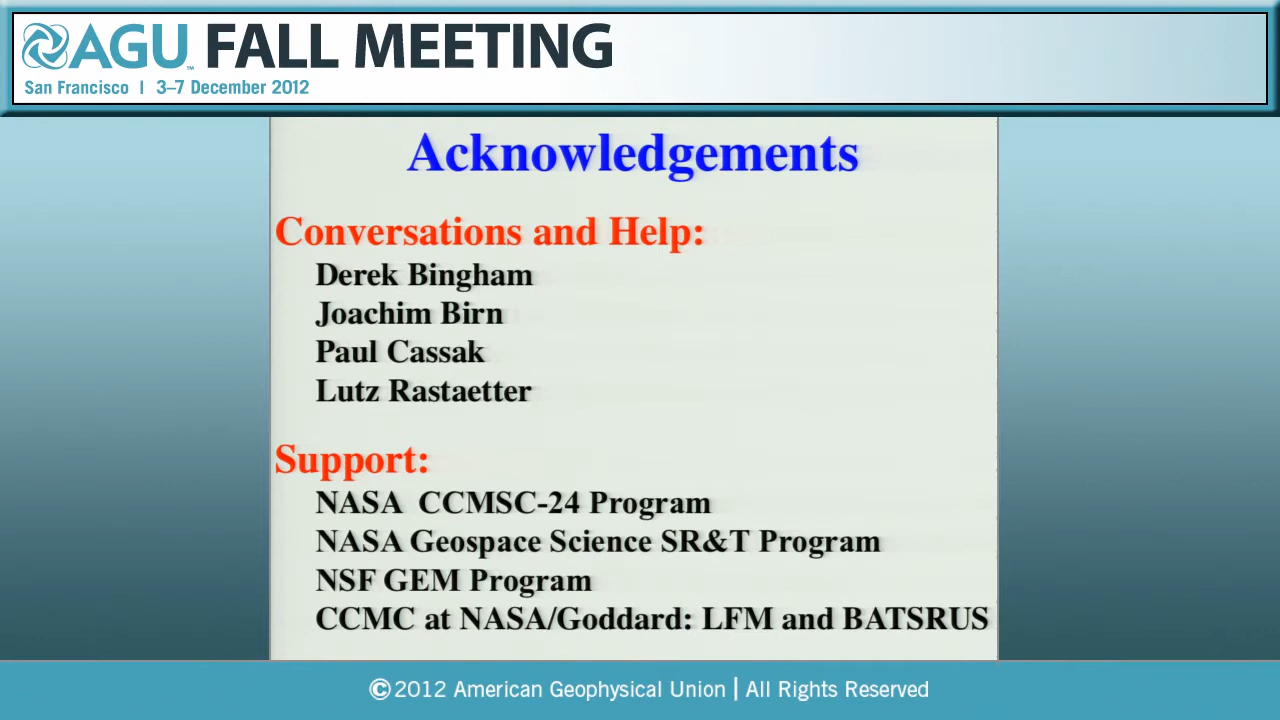 AGU™ FALL MEETING
San Francisco | 3–7 December 2012
Acknowledgements
Conversations and Help:
Derek Bingham
Joachim Birn
Paul Cassak
Lutz Rastaetter
Support:
NASA CCMSC-24 Program
NASA Geospace Science SR&T Program
NSF GEM Program
CCMC at NASA/Goddard: LFM and BATSRUS
©2012 American Geophysical Union | All Rights Reserved